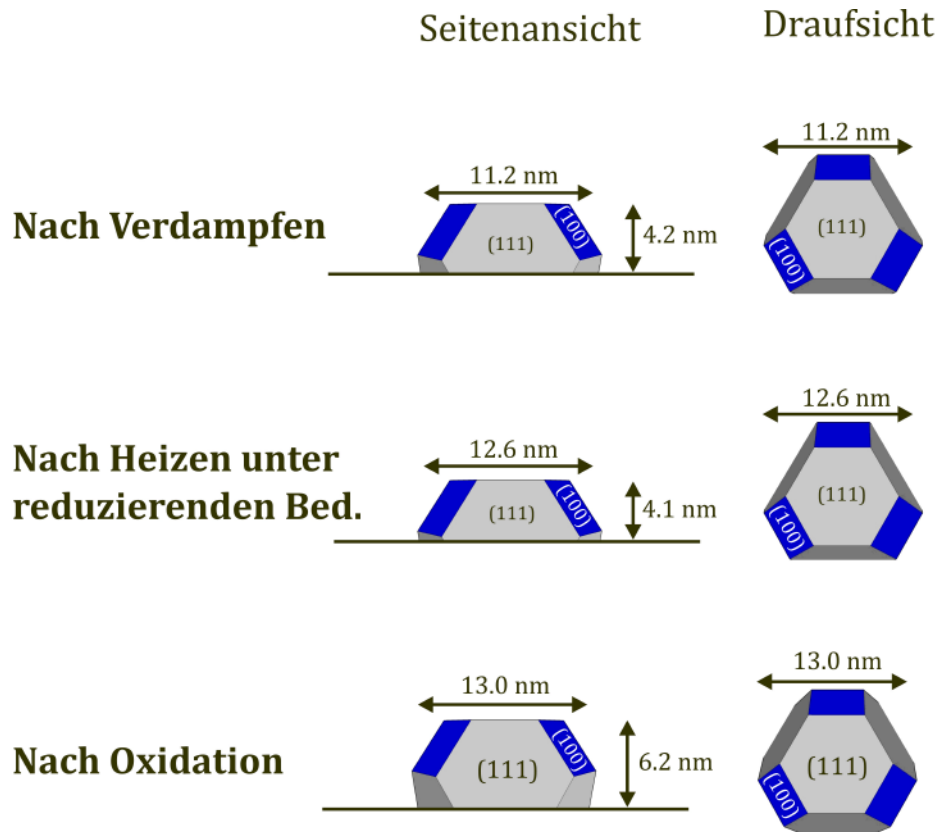 Seitenansicht
Draufsicht
Nach Verdampfen
11.2 nm
(111)
(100)
4.2 nm
11.2 nm
(111)
(100)
Nach Heizen unter
reduzierenden Bed.
12.6 nm
(111)
(100)
4.1 nm
12.6 nm
(111)
(100)
Nach Oxidation
13.0 nm
(111)
(100)
6.2 nm
13.0 nm
(111)
(100)